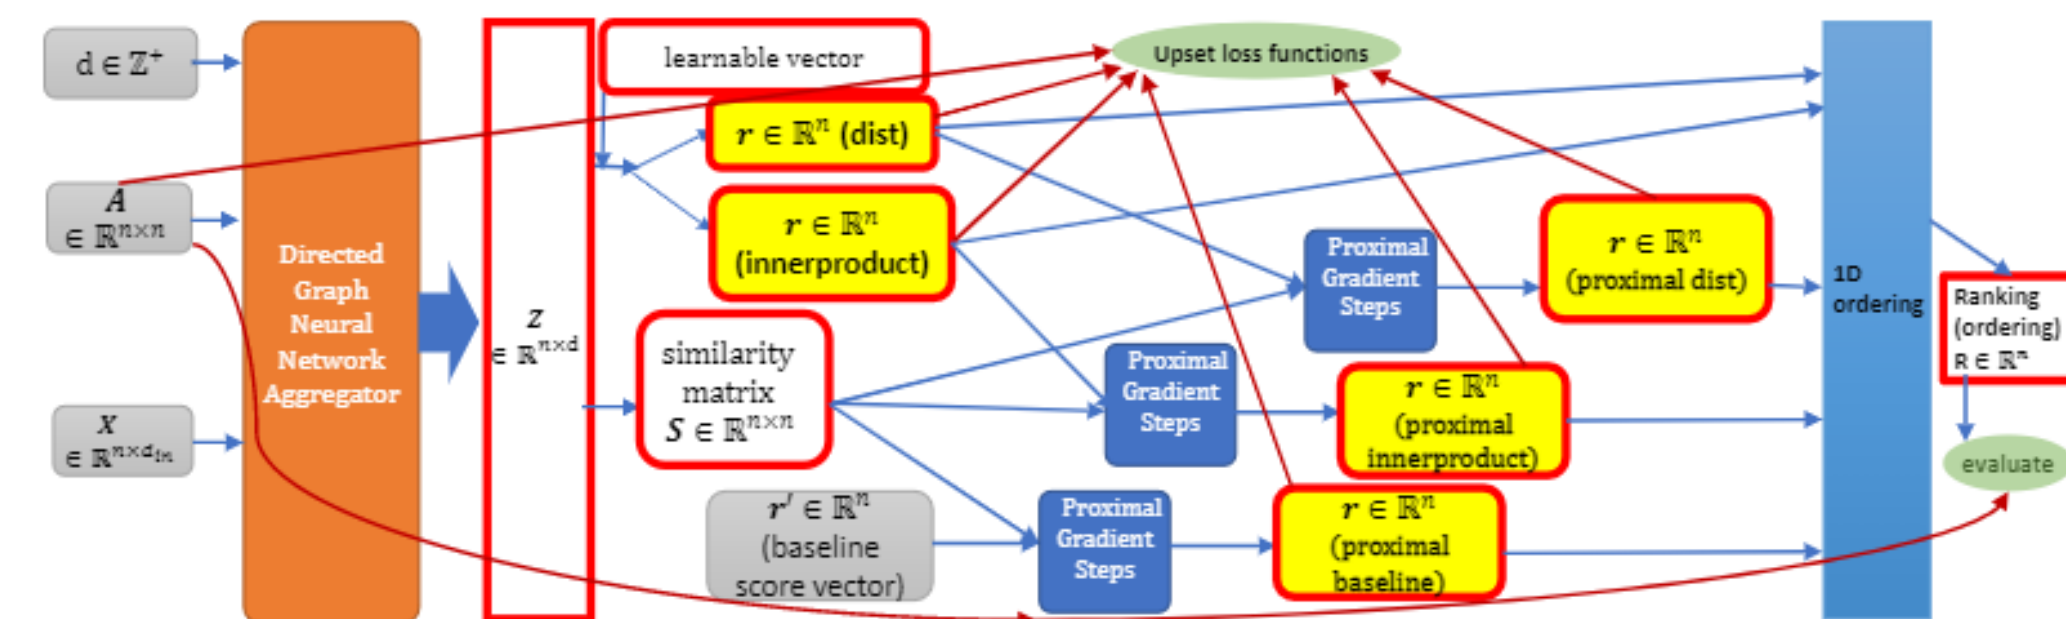 d ∈ ℤ⁺
A
∈ ℝⁿˣⁿ
X
∈ ℝⁿˣᵈⁱⁿ
Directed
Graph
Neural
Network
Aggregator
Z
∈ ℝⁿˣᵈ
learnable vector
r ∈ ℝⁿ (dist)
r ∈ ℝⁿ
(innerproduct)
similarity
matrix
S ∈ ℝⁿˣⁿ
r′ ∈ ℝⁿ
(baseline
score vector)
Upset loss functions
Proximal
Gradient
Steps
Proximal
Gradient
Steps
Proximal
Gradient
Steps
r ∈ ℝⁿ
(proximal dist)
r ∈ ℝⁿ
(proximal
innerproduct)
r ∈ ℝⁿ
(proximal
baseline)
1D
ordering
Ranking
(ordering)
R ∈ ℝⁿ
evaluate